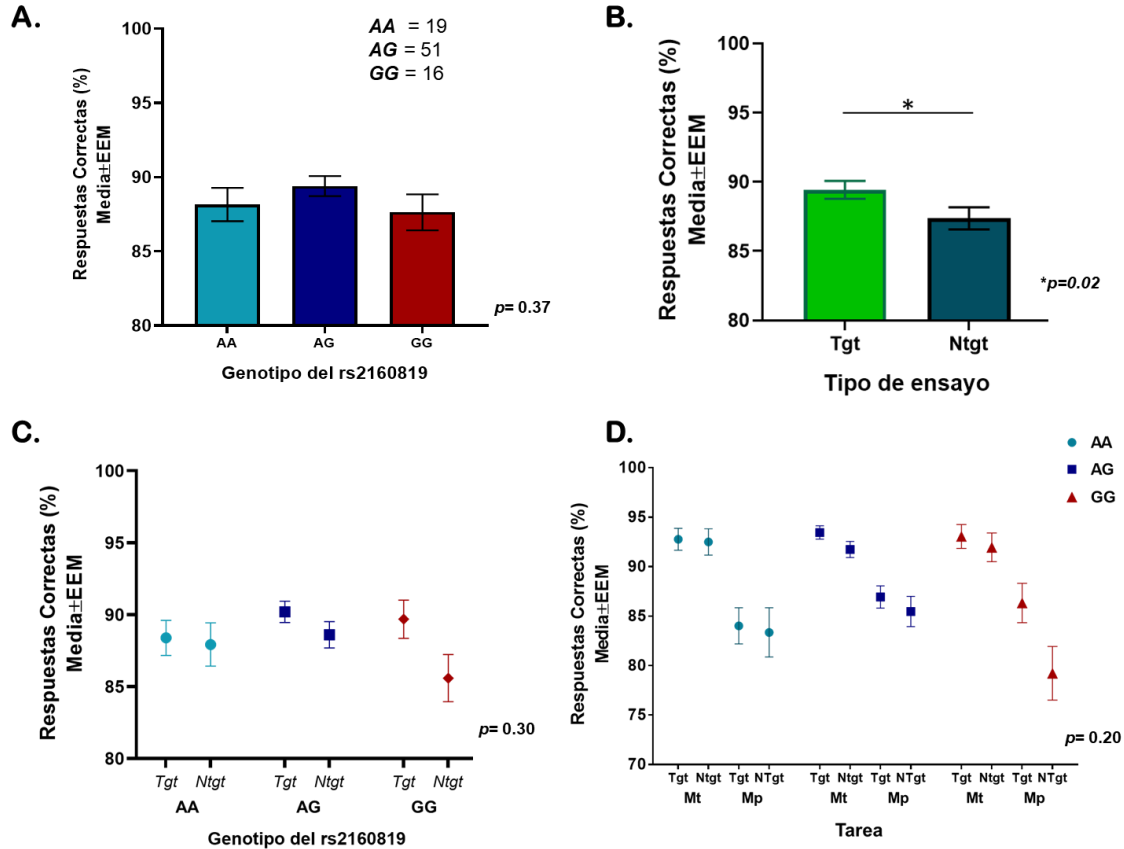 A.
AA = 19
AG = 51
GG = 16
Respuestas Correctas (%)
Media±EEM
100
95
90
85
80
AA AG GG
Genotipo del rs2160819
p= 0.37
B.
Respuestas Correctas (%)
Media±EEM
100
95
90
85
80
*
*p=0.02
Tgt Ntgt
Tipo de ensayo
C.
Respuestas Correctas (%)
Media±EEM
100
95
90
85
80
p= 0.30
Tgt Ntgt Tgt Ntgt Tgt Ntgt
AA AG GG
Genotipo del rs2160819
D.
AA
AG
GG
Respuestas Correctas (%)
Media±EEM
100
95
90
85
80
75
70
p= 0.20
Tgt Ntgt Tgt NTgt Tgt Ntgt Tgt NTgt Tgt Ntgt Tgt NTgt
Mt Mp Mt Mp Mt Mp
Tarea